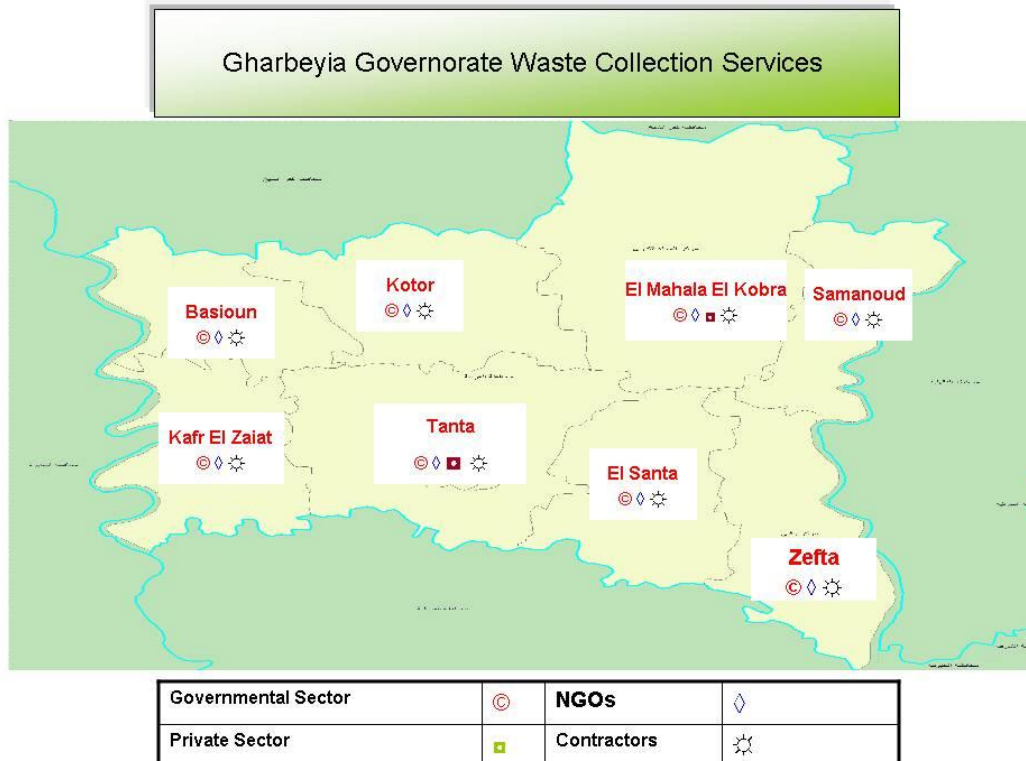 Gharbeyia Governorate Waste Collection Services
Kotor
© ◊ ☼
El Mahala El Kobra
© ◊ ◘ ☼
Samanoud
© ◊ ☼
Basioun
© ◊ ☼
Tanta
© ◊ ◘ ☼
Kafr El Zaiat
© ◊ ☼
El Santa
© ◊ ☼
Zefta
© ◊ ☼
Governmental Sector © NGOs ◊
Private Sector ◘ Contractors ☼